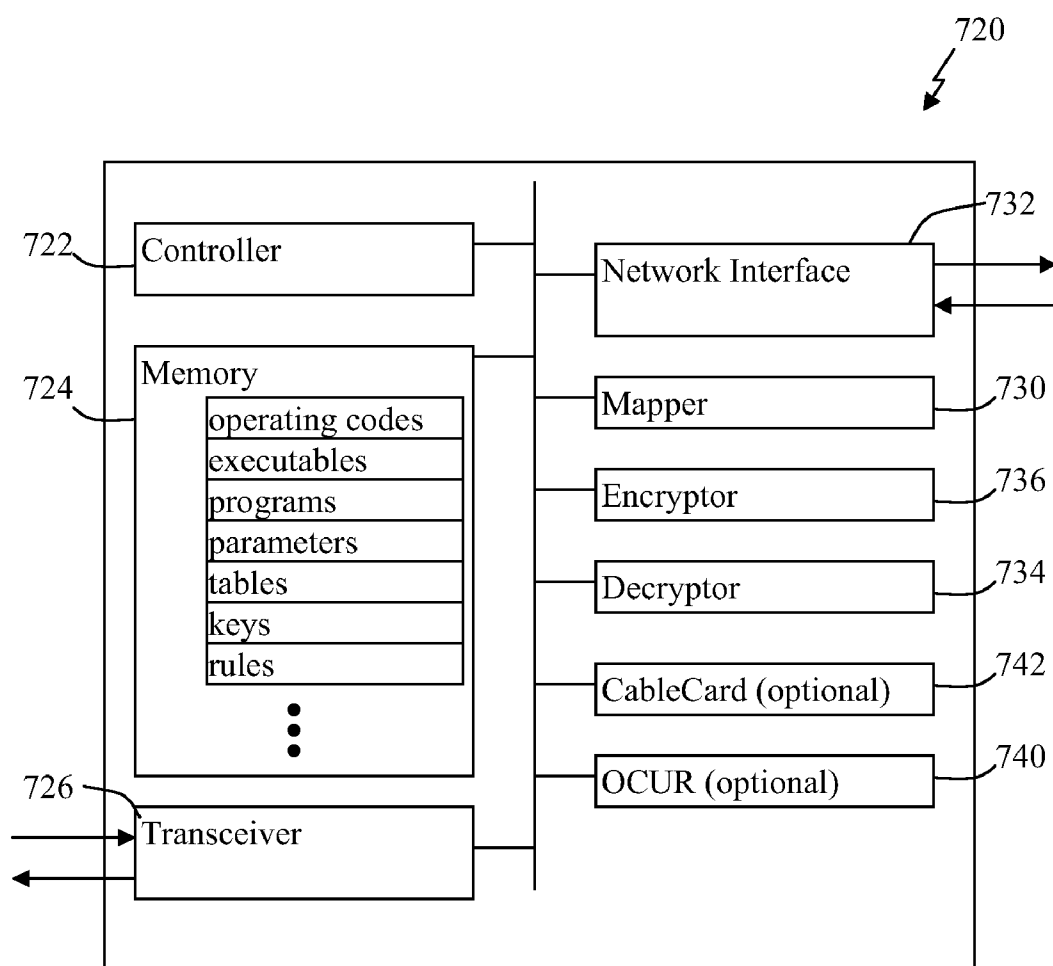 720
722
Controller
732
Network Interface
724
Memory
operating codes
executables
programs
parameters
tables
keys
rules
Mapper
730
Encryptor
736
Decryptor
734
CableCard (optional)
742
OCUR (optional)
740
726
Transceiver